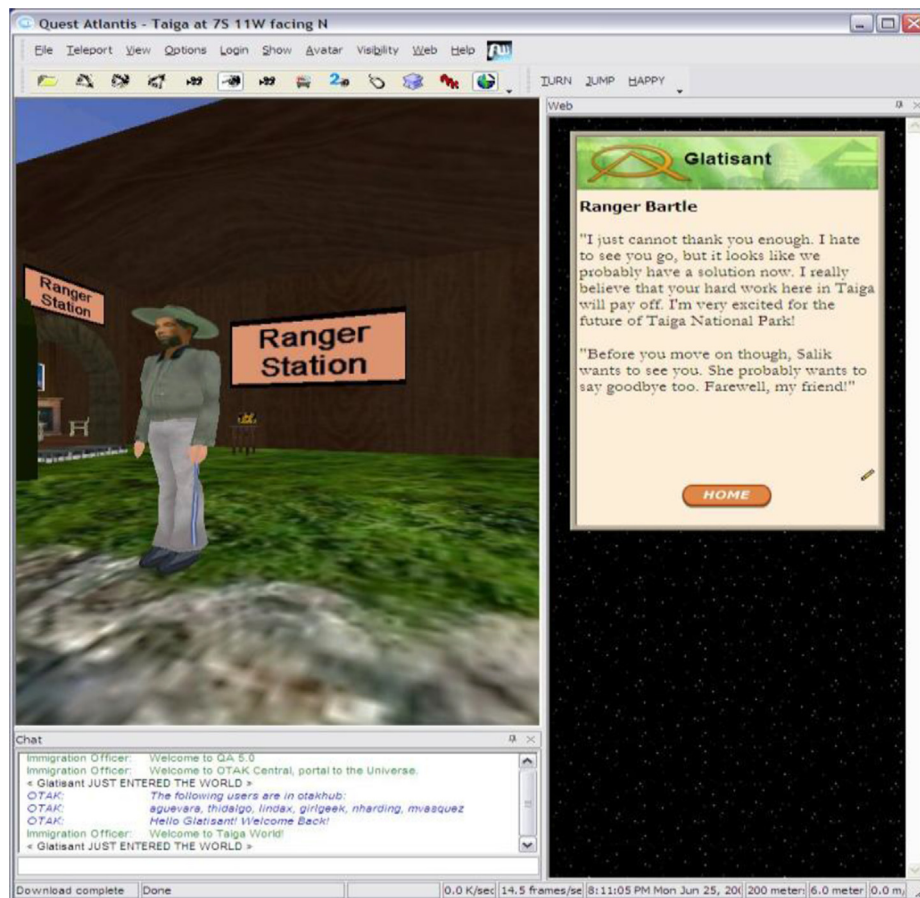 Quest Atlantis - Taiga at 7S 11W facing N
File Teleport View Options Login Show Avatar Visibility Web Help
TURN JUMP HAPPY
Web
Glatisant
Ranger Bartle
"I just cannot thank you enough. I hate
to see you go, but it looks like we
probably have a solution now. I really
believe that your hard work here in Taiga
will pay off. I'm very excited for the
future of Taiga National Park!
"Before you move on though, Salik
wants to see you. She probably wants to
say goodbye too. Farewell, my friend!"
HOME
Ranger
Station
Ranger
Station
Chat
Immigration Officer: Welcome to QA 5.0
Immigration Officer: Welcome to OTAK Central, portal to the Universe.
« Glatisant JUST ENTERED THE WORLD »
OTAK: The following users are in otakhub:
OTAK: aguevara, thidalgo, lindax, girlgeek, nharding, mvasquez
OTAK: Hello Glatisant! Welcome Back!
Immigration Officer: Welcome to Taiga World!
« Glatisant JUST ENTERED THE WORLD »
Download complete Done 0.0 K/sec 14.5 frames/se 8:11:05 PM Mon Jun 25, 20 200 meter 6.0 meter 0.0 m